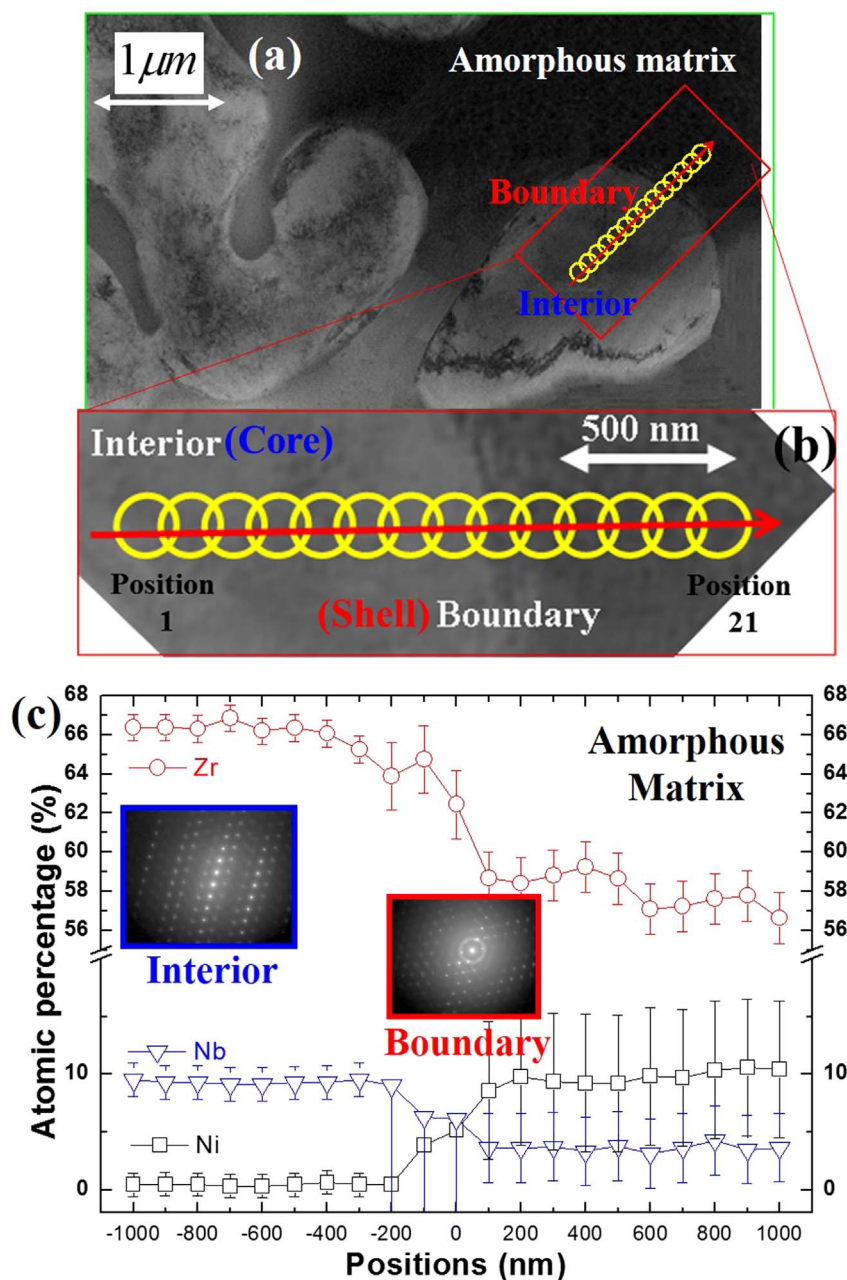 1μm
(a)
Amorphous matrix
Boundary
Interior
Interior (Core)
500 nm
(b)
Position
1
Position
21
(Shell) Boundary
(c)
68
66
64
62
60
58
56
10
0
Atomic percentage (%)
Zr
Amorphous
Matrix
Interior
Boundary
Nb
Ni
68
66
64
62
60
58
56
10
0
-1000 -800 -600 -400 -200 0 200 400 600 800 1000
Positions (nm)